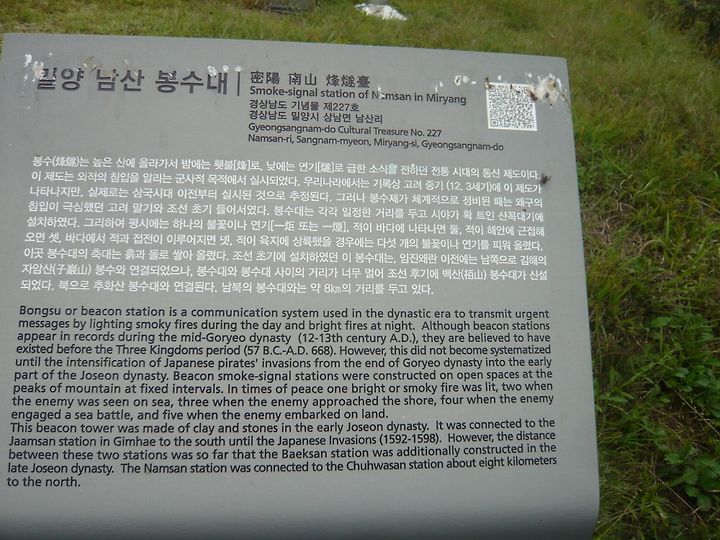 밀양 남산 봉수대
密陽 南山 烽燧臺
Smoke-signal station of Namsan in Miryang
경상남도 기념물 제227호
경상남도 밀양시 상남면 남산리
Gyeongsangnam-do Cultural Treasure No. 227
Namsan-ri, Sangnam-myeon, Miryang-si, Gyeongsangnam-do
봉수(烽燧)는 높은 산에 올라가서 밤에는 횃불[烽]로, 낮에는 연기[燧]로 급한 소식을 전하던 전통 시대의 통신 제도이다.
이 제도는 외적의 침입을 알리는 군사적 목적에서 실시되었다. 우리나라에서는 기록상 고려 중기 (12, 3세기)에 이 제도가
나타나지만, 실제로는 삼국시대 이전부터 실시된 것으로 추정된다. 그러나 봉수제가 체계적으로 정비된 때는 왜구의
침입이 극심했던 고려 말기와 조선 초기 들어서였다. 봉수대는 각각 일정한 거리를 두고 시야가 확 트인 산꼭대기에
설치하였다. 그리하여 평시에는 하나의 불꽃이나 연기[一炬 또는 一煙], 적이 바다에 나타나면 둘, 적이 해안에 근접해
오면 셋, 바다에서 적과 접전이 이루어지면 넷, 적이 육지에 상륙했을 경우에는 다섯 개의 불꽃이나 연기를 피워 올렸다.
이곳 봉수대의 축대는 흙과 돌로 쌓아 올렸다. 조선 초기에 설치하였던 이 봉수대는, 임진왜란 이전에는 남쪽으로 김해의
자암산(子巖山) 봉수와 연결되었으나, 봉수대와 봉수대 사이의 거리가 너무 멀어 조선 후기에 백산(栢山) 봉수대가 신설
되었다. 북으로 추화산 봉수대와 연결된다. 남북의 봉수대와는 약 8km의 거리를 두고 있다.
Bongsu or beacon station is a communication system used in the dynastic era to transmit urgent
messages by lighting smoky fires during the day and bright fires at night. Although beacon stations
appear in records during the mid-Goryeo dynasty (12-13th century A.D.), they are believed to have
existed before the Three Kingdoms period (57 B.C.-A.D. 668). However, this did not become systematized
until the intensification of Japanese pirates' invasions from the end of Goryeo dynasty into the early
part of the Joseon dynasty. Beacon smoke-signal stations were constructed on open spaces at the
peaks of mountain at fixed intervals. In times of peace one bright or smoky fire was lit, two when
the enemy was seen on sea, three when the enemy approached the shore, four when the enemy
engaged a sea battle, and five when the enemy embarked on land.
This beacon tower was made of clay and stones in the early Joseon dynasty. It was connected to the
Jaamsan station in Gimhae to the south until the Japanese Invasions (1592-1598). However, the distance
between these two stations was so far that the Baeksan station was additionally constructed in the
late Joseon dynasty. The Namsan station was connected to the Chuhwasan station about eight kilometers
to the north.